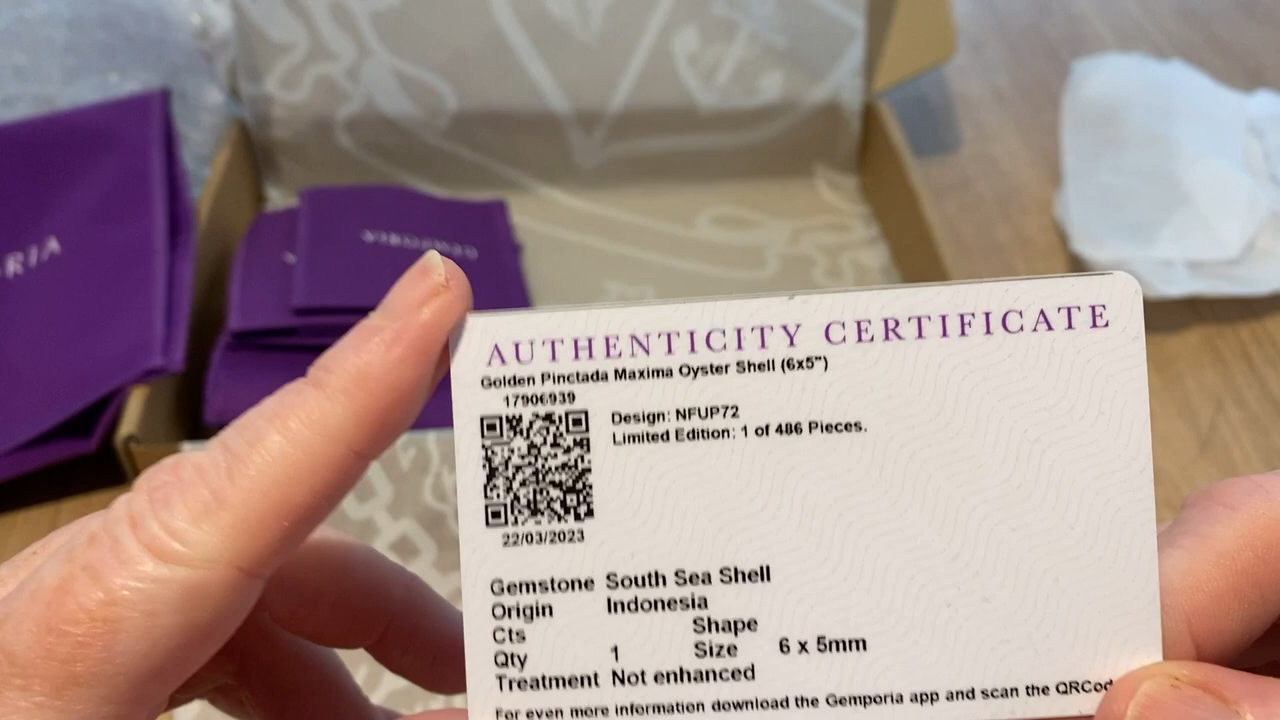 RIA
GEMPORIA
AUTHENTICITY CERTIFICATE
Golden Pinctada Maxima Oyster Shell (6x5")
17906939
Design: NFUP72
Limited Edition: 1 of 486 Pieces.
22/03/2023
Gemstone South Sea Shell
Origin Indonesia
Cts Shape
Qty 1 Size 6 x 5mm
Treatment Not enhanced
For even more information download the Gemporia app and scan the QRCod